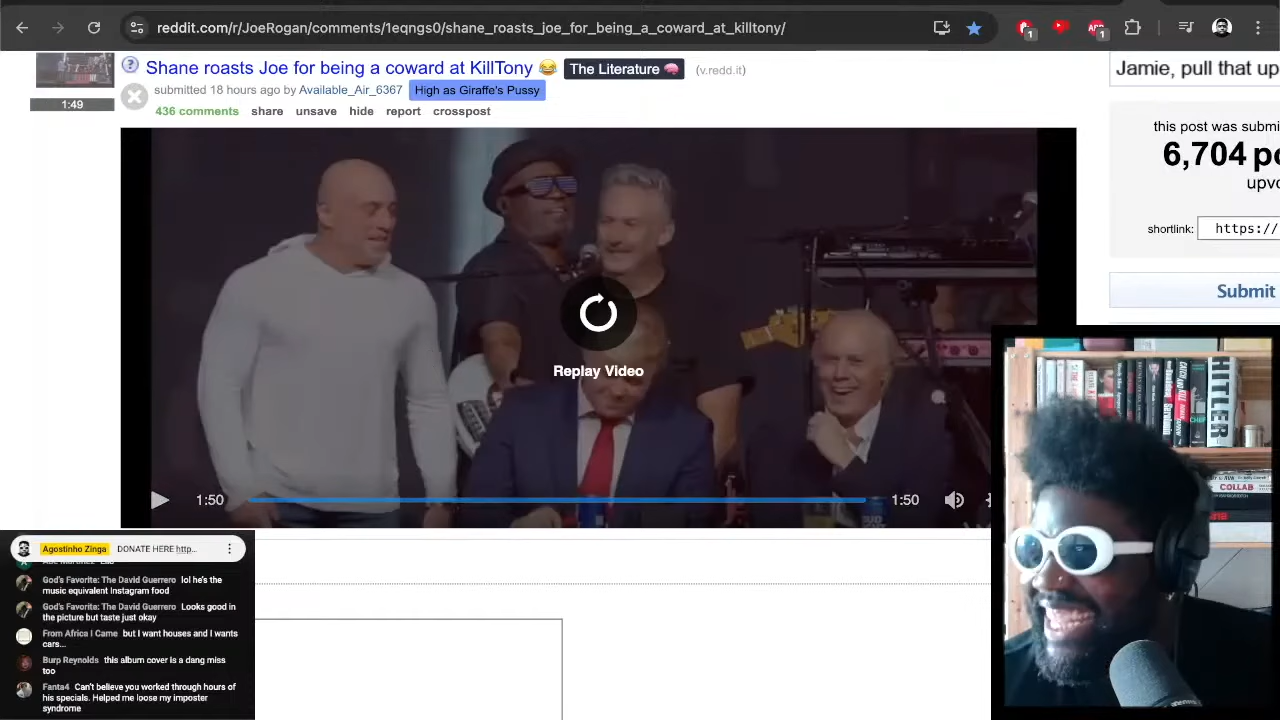 reddit.com/r/JoeRogan/comments/1eqngs0/shane_roasts_joe_for_being_a_coward_at_killtony/
Shane roasts Joe for being a coward at KillTony 😂 The Literature 🧠 (v.redd.it)
submitted 18 hours ago by Available_Air_6367 High as Giraffe's Pussy
1:49
436 comments share unsave hide report crosspost
Jamie, pull that up
this post was submi
6,704 po
upvo
shortlink: https://
Submit
Replay Video
1:50
1:50
Agostinho Zinga DONATE HERE http...
God's Favorite: The David Guerrero lol he's the
music equivalent Instagram food
God's Favorite: The David Guerrero Looks good in
the picture but taste just okay
From Africa I Came but I want houses and I wants
cars...
Burp Reynolds this album cover is a dang miss
too
Fanta4 Can't believe you worked through hours of
his specials. Helped me loose my imposter
syndrome
HITLER
COLLAB